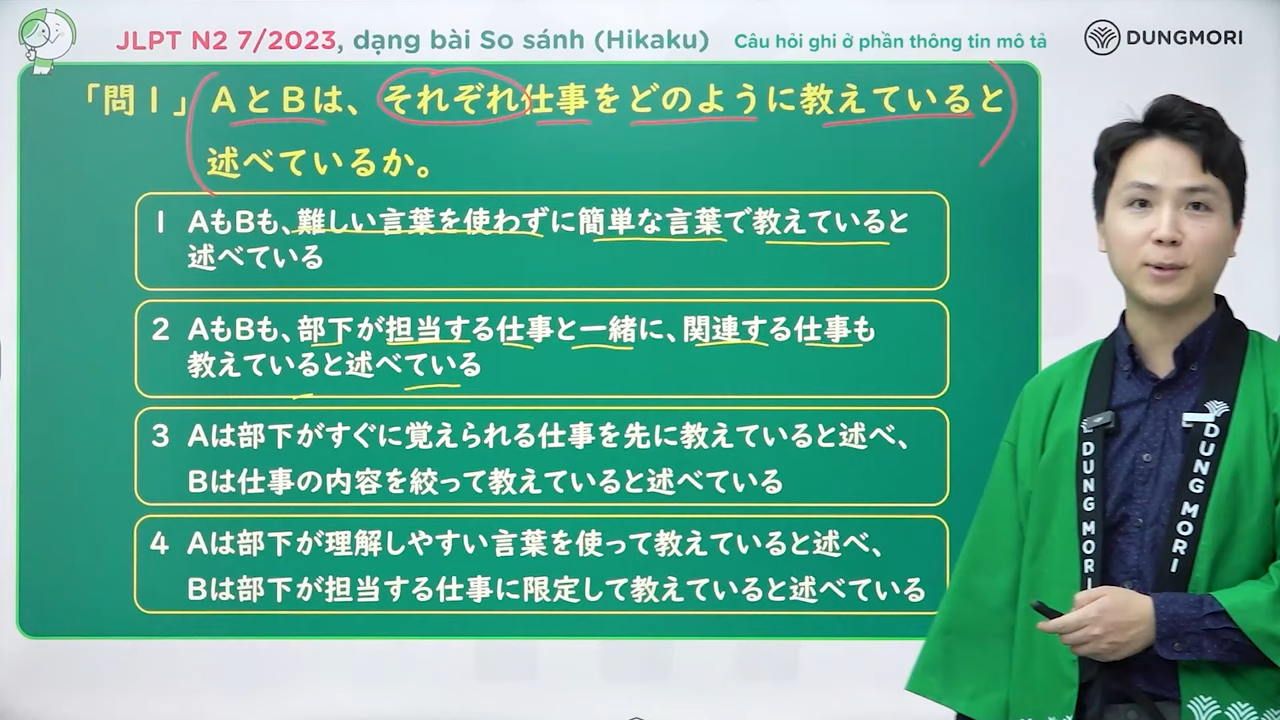 JLPT N2 7/2023, dạng bài So sánh (Hikaku)
Câu hỏi ghi ở phần thông tin mô tả
DUNGMORI
「問1」AとBは、それぞれ仕事をどのように教えていると
述べているか。
1 AもBも、難しい言葉を使わずに簡単な言葉で教えていると
述べている
2 AもBも、部下が担当する仕事と一緒に、関連する仕事も
教えていると述べている
3 Aは部下がすぐに覚えられる仕事を先に教えていると述べ、
Bは仕事の内容を絞って教えていると述べている
4 Aは部下が理解しやすい言葉を使って教えていると述べ、
Bは部下が担当する仕事に限定して教えていると述べている
DUNG MORI
DUNG MORI